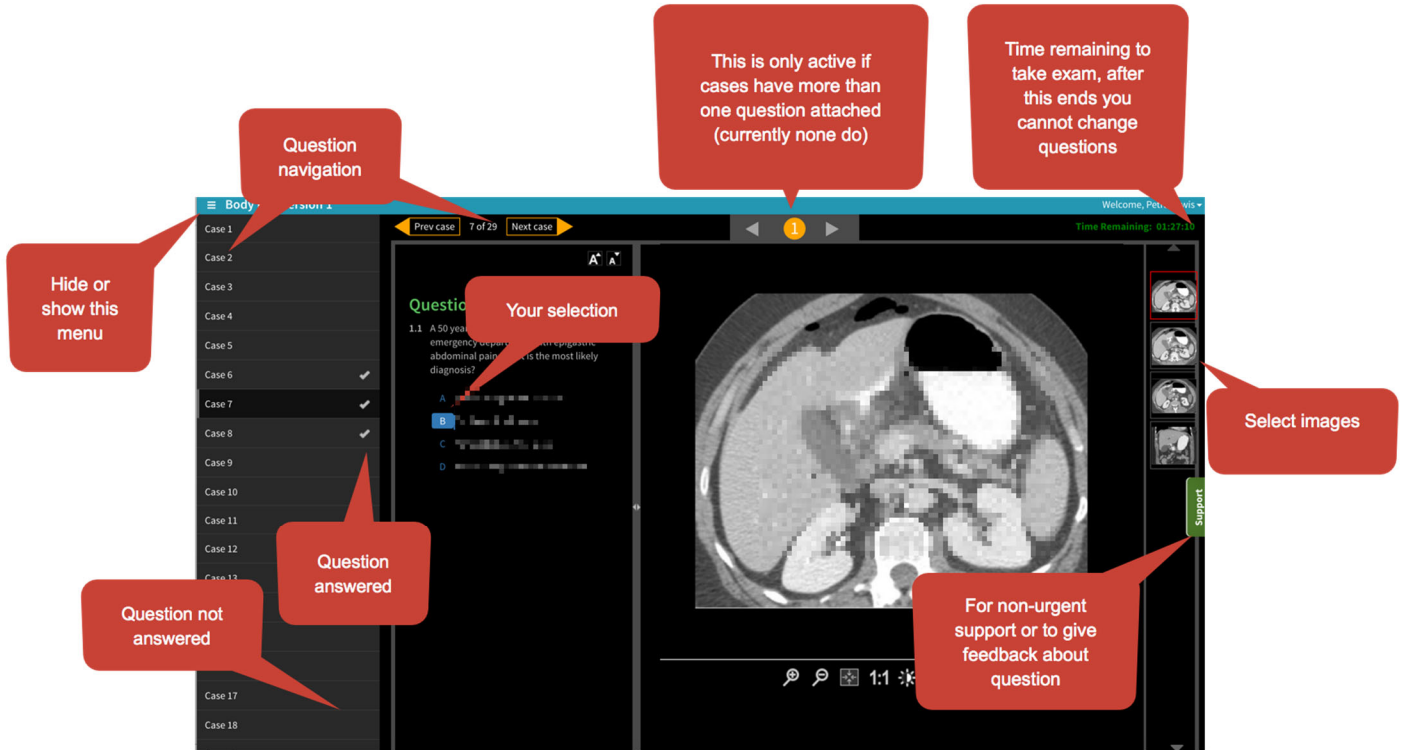 This is only active if
cases have more than
one question attached
(currently none do)
Time remaining to
take exam, after
this ends you
cannot change
questions
Question
navigation
Hide or
show this
menu
Body ersion 1
Welcome, Pet wis
Prev case 7 of 29 Next case
1
Time Remaining: 01:27:10
Case 1
Case 2
Case 3
Case 4
Case 5
Case 6
Case 7
Case 8
Case 9
Case 10
Case 11
Case 12
Case 13
Case 17
Case 18
A A
Questio
Your selection
1.1 A 50 yea
emergency depar th epigastric
abdominal pain is the most likely
diagnosis?
A
B
C
D
Select images
Support
Question
answered
Question not
answered
For non-urgent
support or to give
feedback about
question
1:1